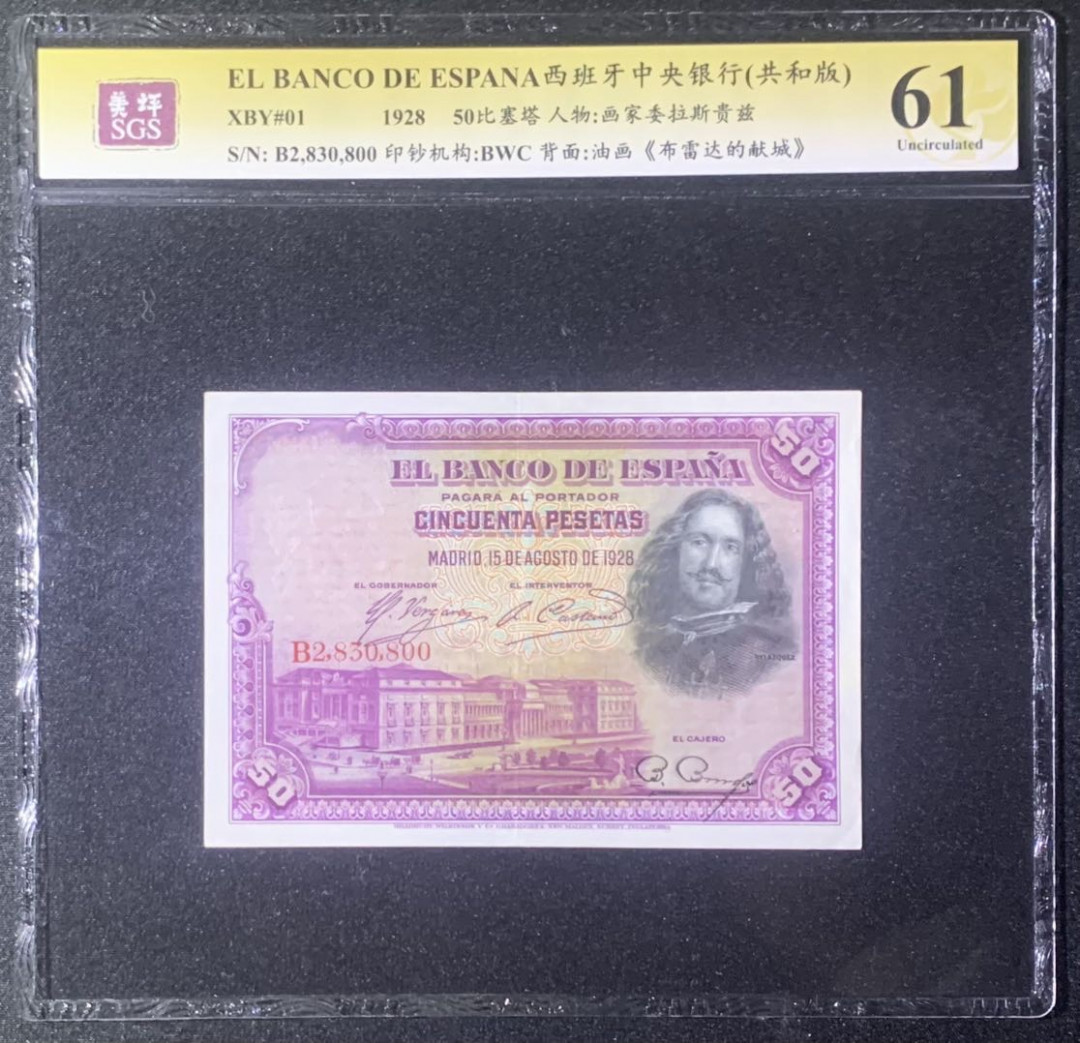 EL BANCO DE ESPANA西班牙中央银行(共和版)
XBY#01 1928 50比塞塔 人物:画家委拉斯贵兹
S/N: B2,830,800 印钞机构:BWC 背面:油画《布雷达的献城》
美评
SGS
61
Uncirculated
50
EL BANCO DE ESPAÑA
PAGARÁ AL PORTADOR
CINCUENTA PESETAS
MADRID, 15 DE AGOSTO DE 1928
EL GOBERNADOR EL INTERVENTOR
B2,830,800
VELAZQUEZ
EL CAJERO
50 50